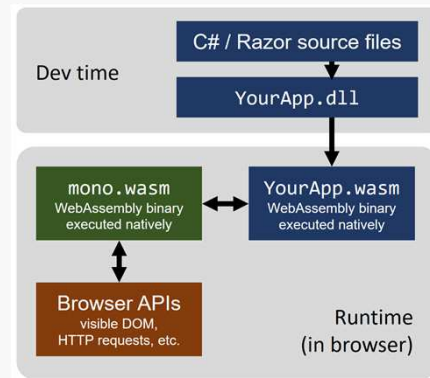 C# / Razor source files
Dev time
YourApp.dll
mono.wasm
WebAssembly binary
executed natively
YourApp.wasm
WebAssembly binary
executed natively
Browser APIs
visible DOM,
HTTP requests, etc.
Runtime
(in browser)